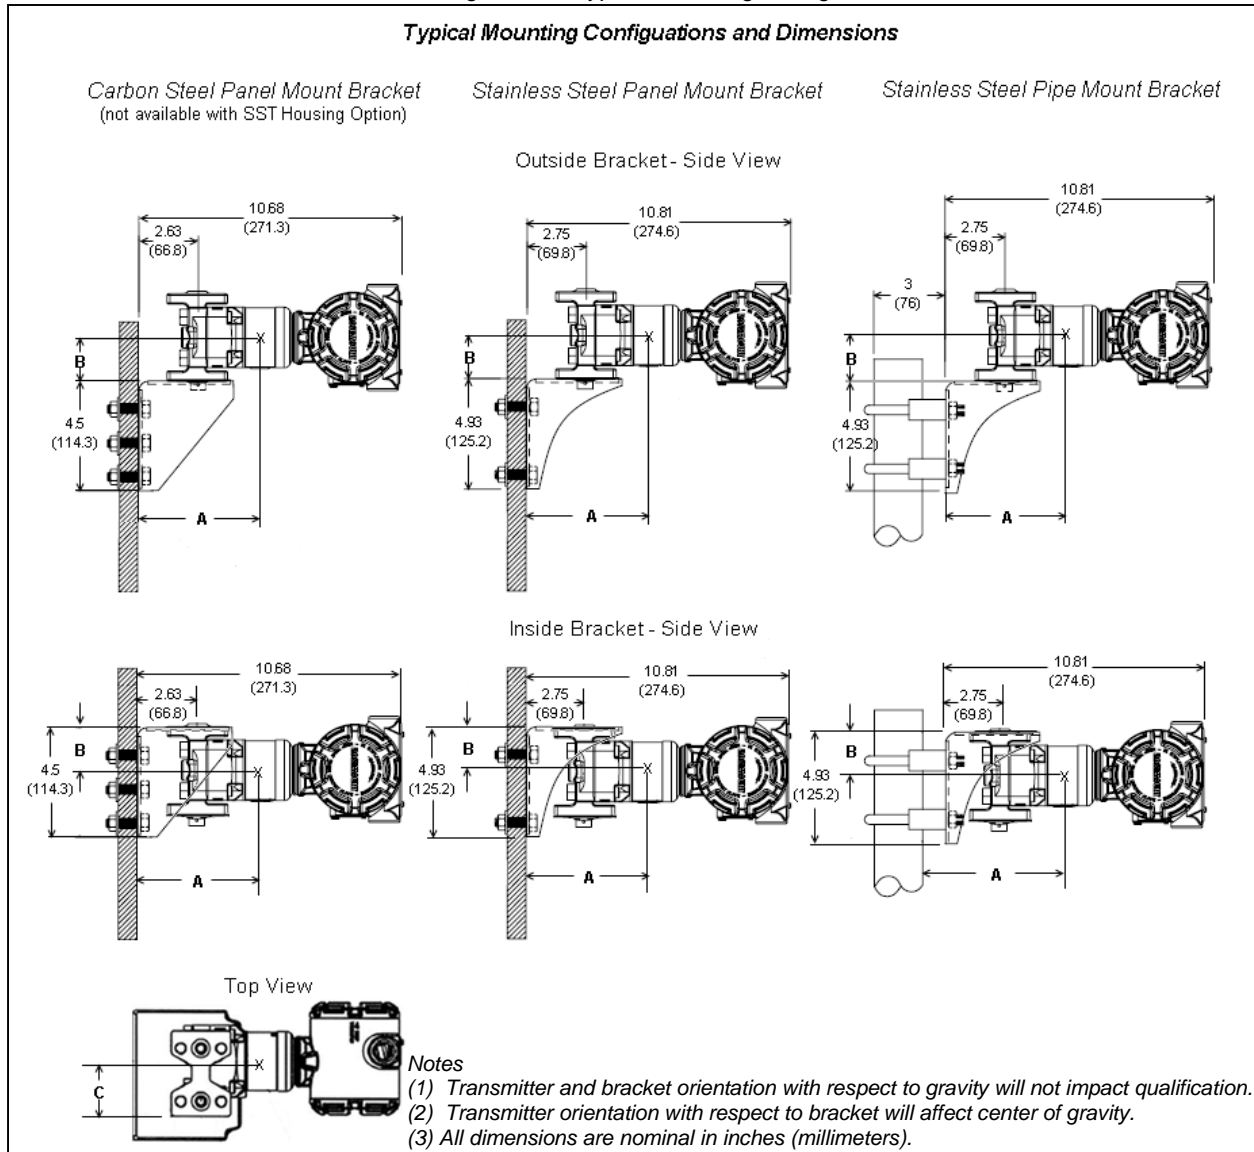 Typical Mounting Configuations and Dimensions
Carbon Steel Panel Mount Bracket
(not available with SST Housing Option)
Stainless Steel Panel Mount Bracket
Stainless Steel Pipe Mount Bracket
Outside Bracket - Side View
10.68
(271.3)
2.63
(66.8)
B
4.5
(114.3)
A
10.81
(274.6)
2.75
(69.8)
B
4.93
(125.2)
A
10.81
(274.6)
2.75
(69.8)
3
(76)
B
4.93
(125.2)
A
Inside Bracket - Side View
10.68
(271.3)
2.63
(66.8)
B
4.5
(114.3)
A
10.81
(274.6)
2.75
(69.8)
B
4.93
(125.2)
A
10.81
(274.6)
2.75
(69.8)
B
4.93
(125.2)
A
Top View
C
Notes
(1) Transmitter and bracket orientation with respect to gravity will not impact qualification.
(2) Transmitter orientation with respect to bracket will affect center of gravity.
(3) All dimensions are nominal in inches (millimeters).